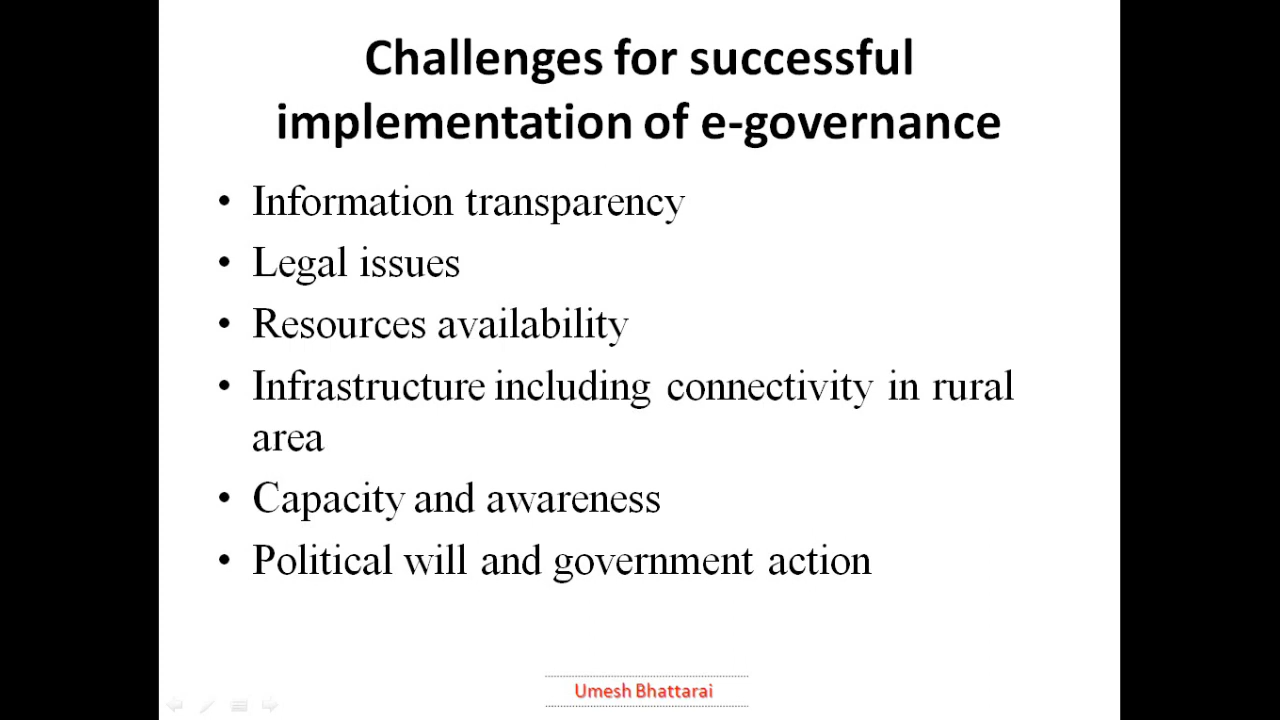 Challenges for successful
implementation of e-governance
• Information transparency
• Legal issues
• Resources availability
• Infrastructure including connectivity in rural
area
• Capacity and awareness
• Political will and government action
Umesh Bhattarai